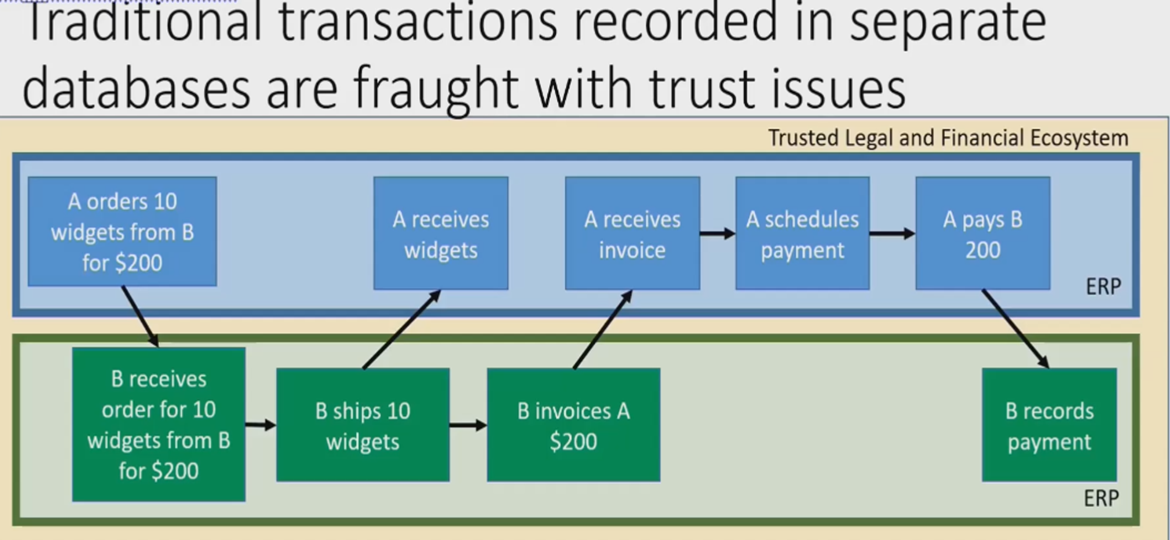 Traditional transactions recorded in separate
databases are fraught with trust issues
Trusted Legal and Financial Ecosystem
A orders 10
widgets from B
for $200
A receives
widgets
A receives
invoice
A schedules
payment
A pays B
200
ERP
B receives
order for 10
widgets from B
for $200
B ships 10
widgets
B invoices A
$200
B records
payment
ERP